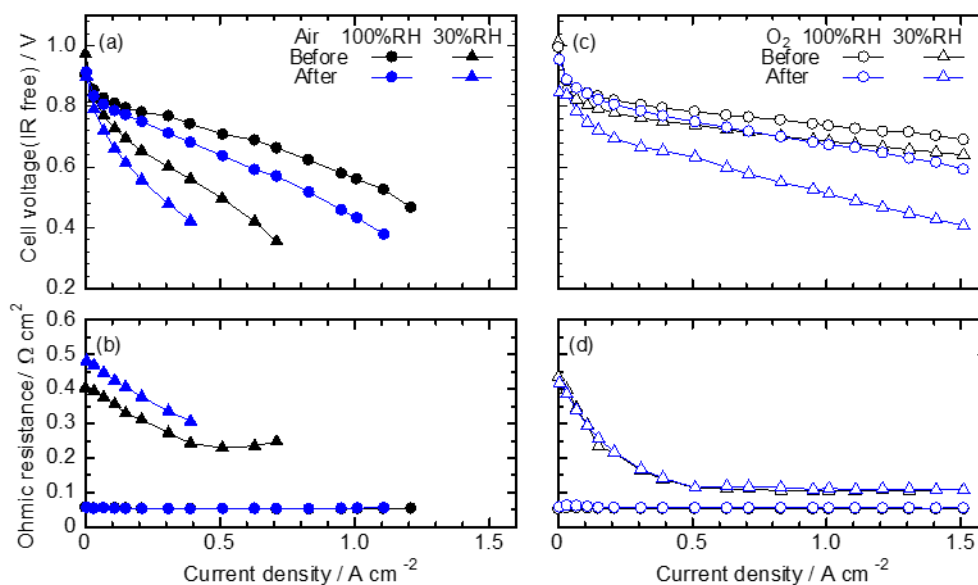 (a) Air 100%RH 30%RH
Before
After
Cell voltage(IR free) / V
1.0
0.8
0.6
0.4
0.2
(c) O2 100%RH 30%RH
Before
After
(b)
Ohmic resistance/ Ω cm2
0.6
0.5
0.4
0.3
0.2
0.1
0
(d)
0 0.5 1.0 1.5
Current density / A cm-2
0 0.5 1.0 1.5
Current density / A cm-2